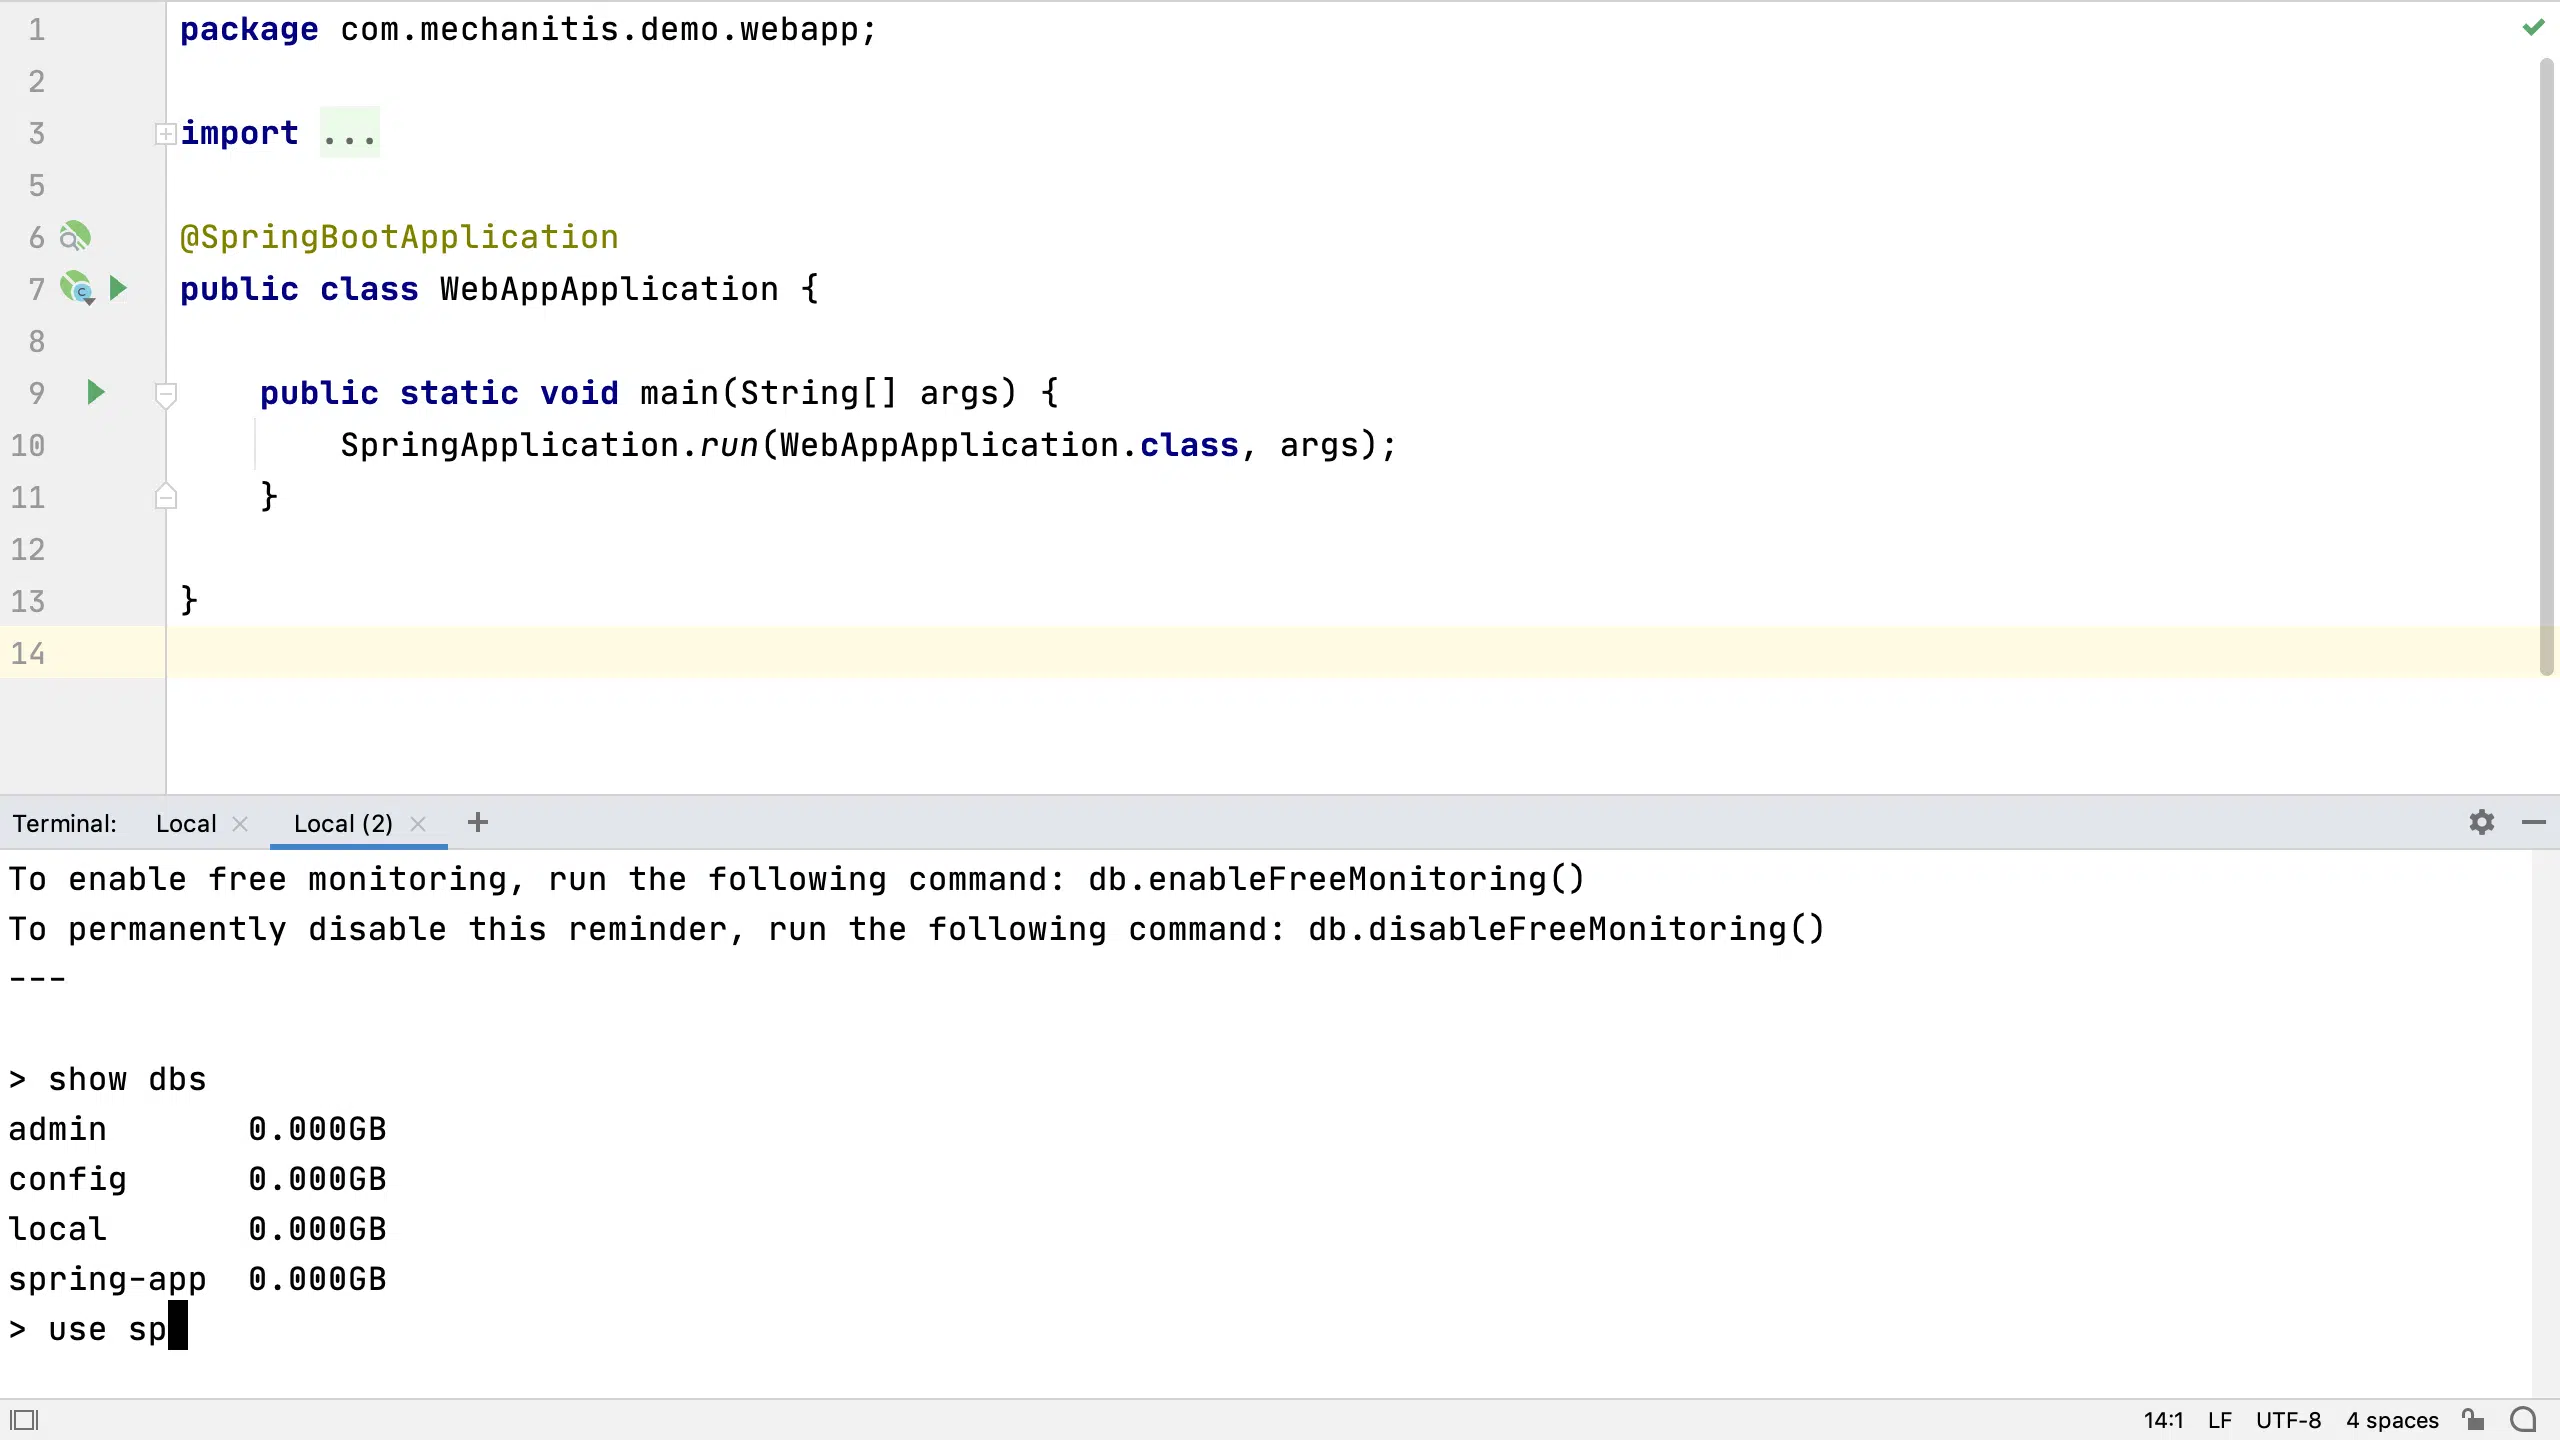 1 package com.mechanitis.demo.webapp;
2
3 import ...
5
6 @SpringBootApplication
7 public class WebAppApplication {
8
9 public static void main(String[] args) {
10 SpringApplication.run(WebAppApplication.class, args);
11 }
12
13 }
14
Terminal: Local Local (2)
To enable free monitoring, run the following command: db.enableFreeMonitoring()
To permanently disable this reminder, run the following command: db.disableFreeMonitoring()
---
> show dbs
admin 0.000GB
config 0.000GB
local 0.000GB
spring-app 0.000GB
> use sp
14:1 LF UTF-8 4 spaces